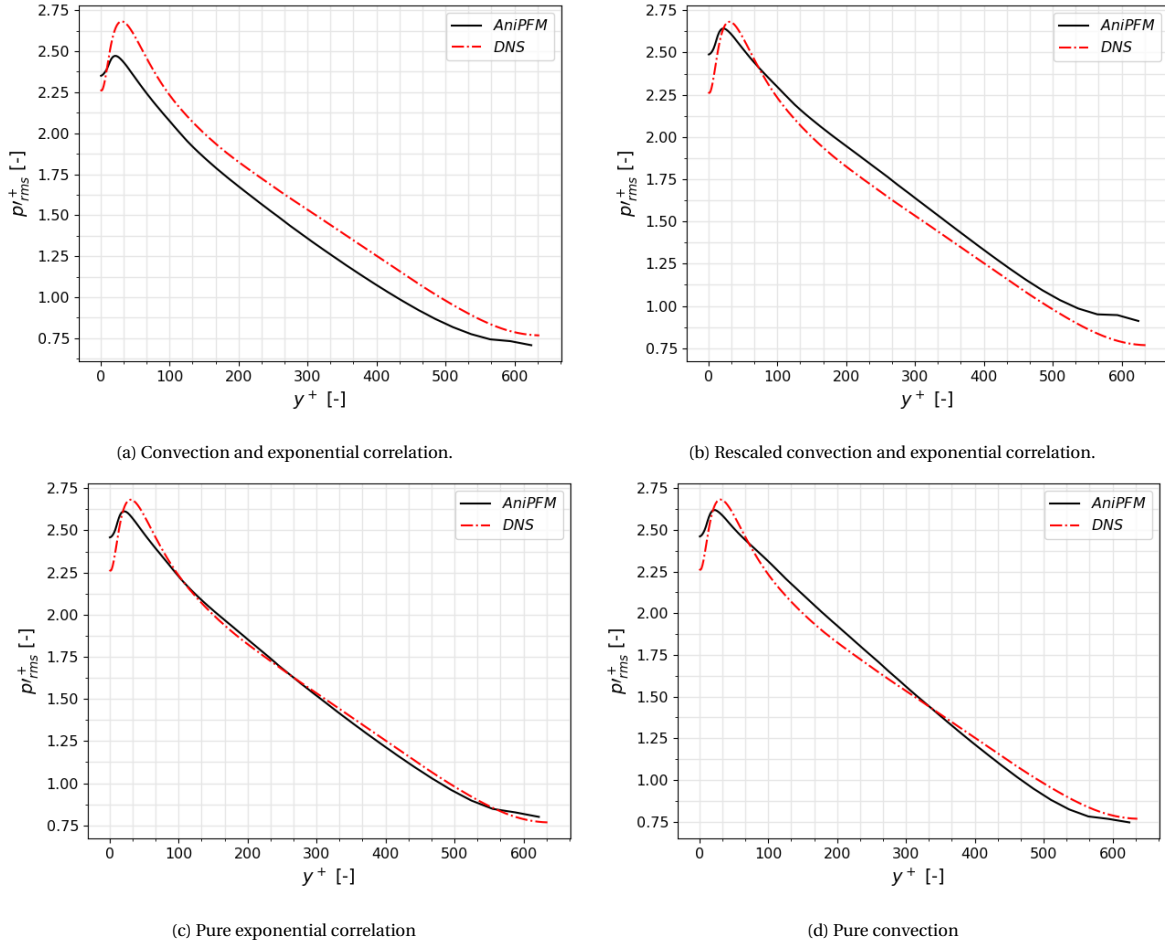 2.75
2.50
2.25
2.00
1.75
1.50
1.25
1.00
0.75
p′⁺rms [-]
0 100 200 300 400 500 600
y⁺ [-]
AniPFM
DNS
(a) Convection and exponential correlation.
2.75
2.50
2.25
2.00
1.75
1.50
1.25
1.00
0.75
p′⁺rms [-]
0 100 200 300 400 500 600
y⁺ [-]
AniPFM
DNS
(b) Rescaled convection and exponential correlation.
2.75
2.50
2.25
2.00
1.75
1.50
1.25
1.00
0.75
p′⁺rms [-]
0 100 200 300 400 500 600
y⁺ [-]
AniPFM
DNS
(c) Pure exponential correlation
2.75
2.50
2.25
2.00
1.75
1.50
1.25
1.00
0.75
p′⁺rms [-]
0 100 200 300 400 500 600
y⁺ [-]
AniPFM
DNS
(d) Pure convection